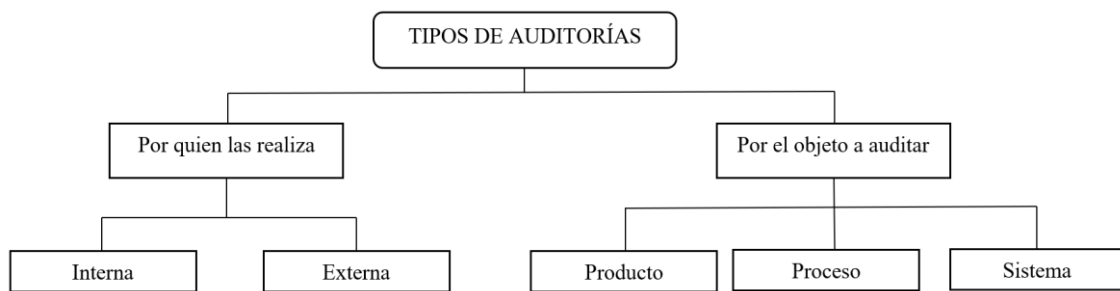 TIPOS DE AUDITORÍAS
Por quien las realiza
Por el objeto a auditar
Interna
Externa
Producto
Proceso
Sistema